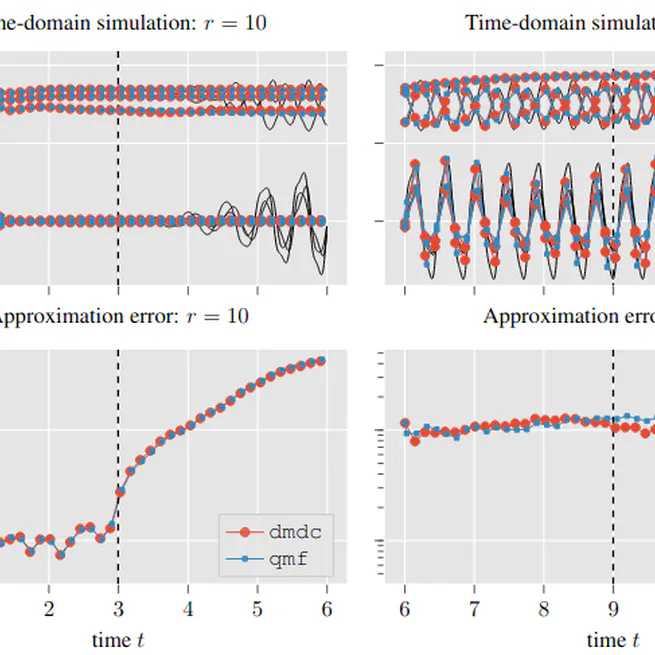 ne-domain simulation: r = 10
Time-domain simulat
Approximation error: r = 10
Approximation erro
dmdc
qmf
2 3 4 5 6
6 7 8 9
time t
time t